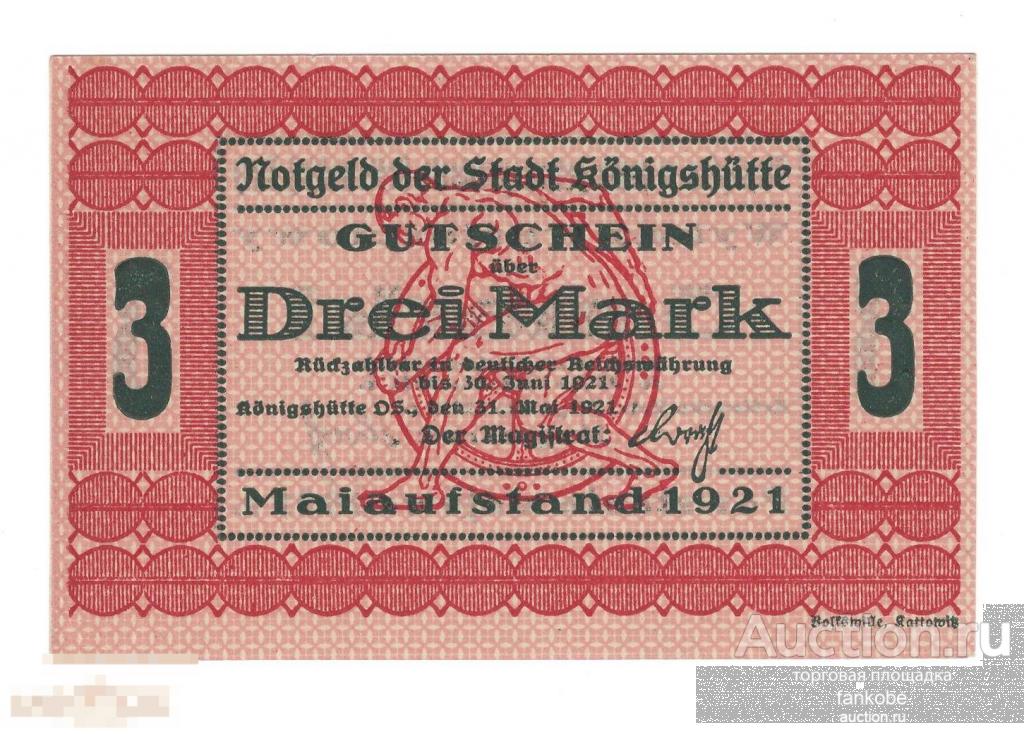 Notgeld der Stadt Königshütte
GUTSCHEIN
über
3 Drei Mark 3
Rückzahlbar in deutscher Reichswährung
bis 30. Juni 1921
Königshütte OS., den 31. Mai 1921
Der Magistrat:
Maiaufstand 1921
Volkswille, Kattowitz
Auction.ru
торговая площадка
fankobe
auction.ru